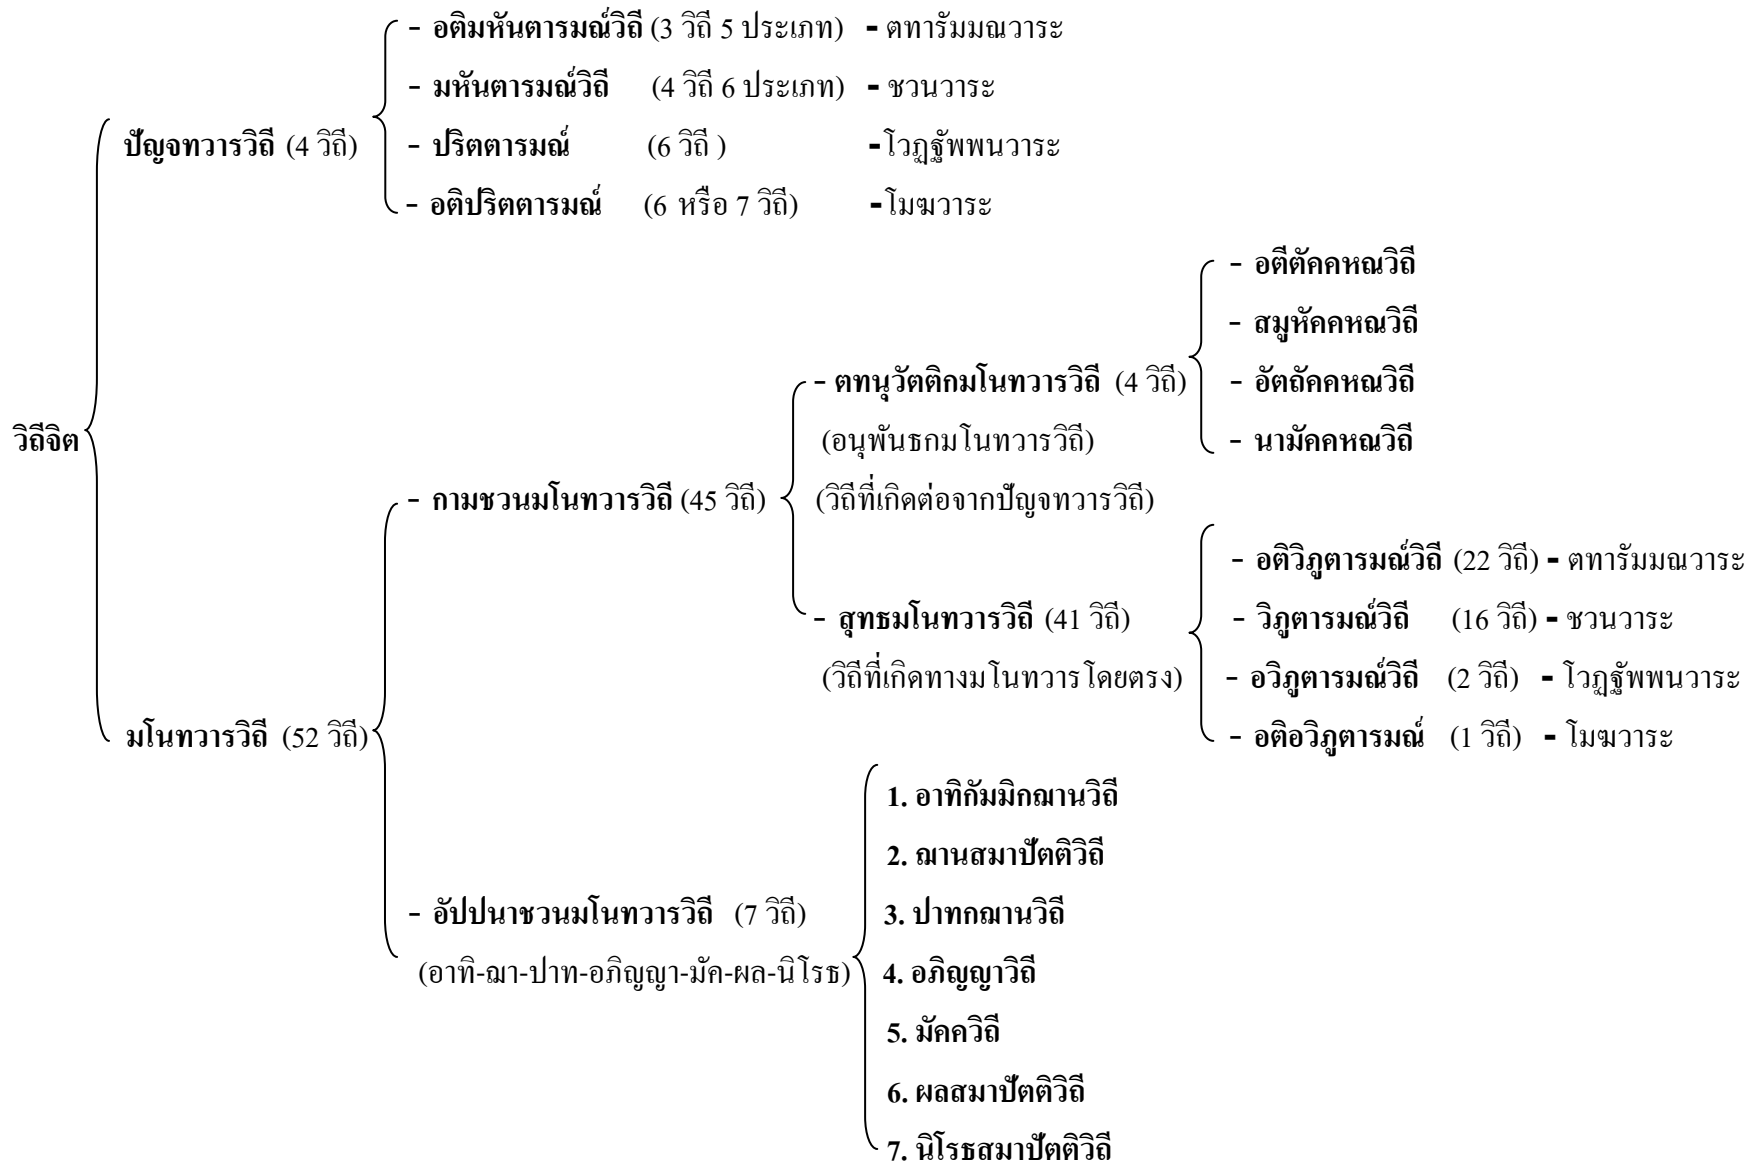 - อติมหันตารมณ์วิถี (3 วิถี 5 ประเภท) - ตทารัมมณวาระ
- มหันตารมณ์วิถี (4 วิถี 6 ประเภท) - ชวนวาระ
ปัญจทวารวิถี (4 วิถี) - ปริตตารมณ์ (6 วิถี ) -โวฏฐัพพนวาระ
- อติปริตตารมณ์ (6 หรือ 7 วิถี) -โมฆวาระ
- อตีตัคคหณวิถี
- สมูหัคคหณวิถี
- ตทนุวัตติกมโนทวารวิถี (4 วิถี) - อัตถัคคหณวิถี
วิถีจิต (อนุพันธกมโนทวารวิถี) - นามัคคหณวิถี
- กามชวนมโนทวารวิถี (45 วิถี) (วิถีที่เกิดต่อจากปัญจทวารวิถี)
- อติวิภูตารมณ์วิถี (22 วิถี) - ตทารัมมณวาระ
- สุทธมโนทวารวิถี (41 วิถี) - วิภูตารมณ์วิถี (16 วิถี) - ชวนวาระ
(วิถีที่เกิดทางมโนทวารโดยตรง) - อวิภูตารมณ์วิถี (2 วิถี) - โวฏฐัพพนวาระ
มโนทวารวิถี (52 วิถี) - อติอวิภูตารมณ์ (1 วิถี) - โมฆวาระ
1. อาทิกัมมิกฌานวิถี
2. ฌานสมาปัตติวิถี
- อัปปนาชวนมโนทวารวิถี (7 วิถี) 3. ปาทกฌานวิถี
(อาทิ-ฌา-ปาท-อภิญญา-มัค-ผล-นิโรธ) 4. อภิญญาวิถี
5. มัคควิถี
6. ผลสมาปัตติวิถี
7. นิโรธสมาปัตติวิถี